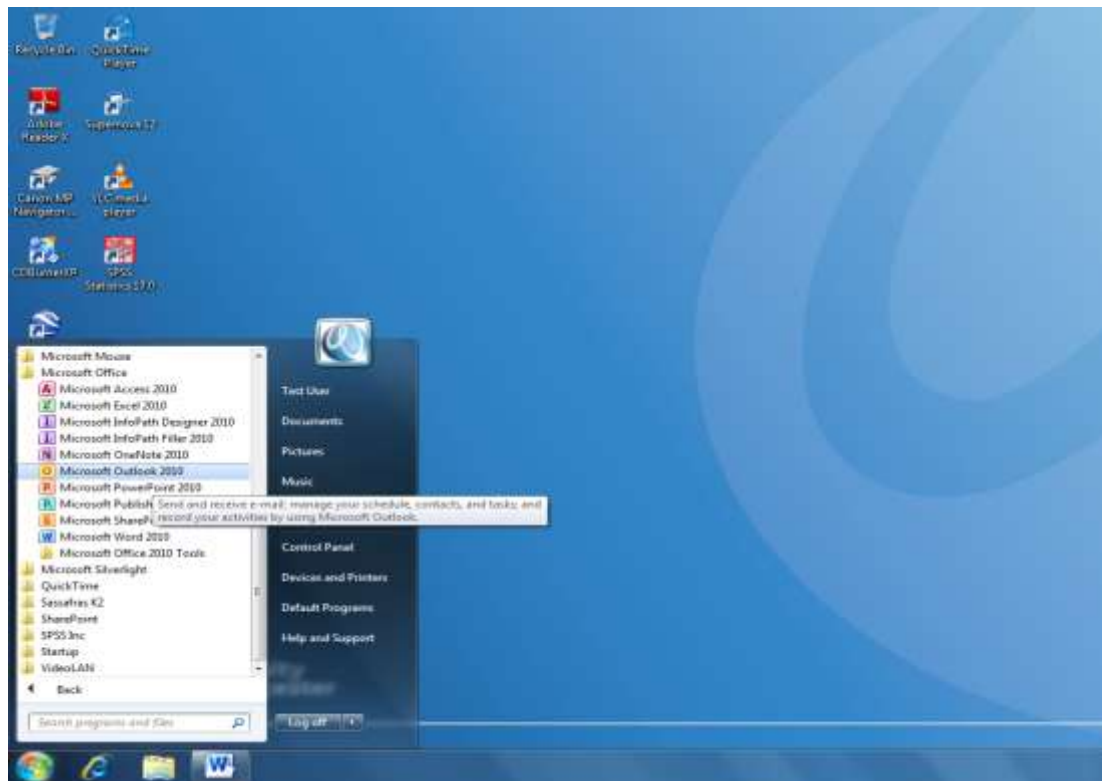 Recycle Bin
QuickTime
Player
Adobe
Reader X
Supernova 12
Canon MP
Navigator ...
VLC media
player
CDBurnerXP
SPSS
Statistics 17.0
Microsoft Mouse
Microsoft Office
Microsoft Access 2010
Microsoft Excel 2010
Microsoft InfoPath Designer 2010
Microsoft InfoPath Filler 2010
Microsoft OneNote 2010
Microsoft Outlook 2010
Microsoft PowerPoint 2010
Microsoft Publish
Microsoft ShareP
Microsoft Word 2010
Microsoft Office 2010 Tools
Microsoft Silverlight
QuickTime
Sassafras K2
SharePoint
SPSS Inc
Startup
VideoLAN
Back
Search programs and files
Send and receive e-mail; manage your schedule, contacts, and tasks; and
record your activities by using Microsoft Outlook.
Test User
Documents
Pictures
Music
Control Panel
Devices and Printers
Default Programs
Help and Support
Log off